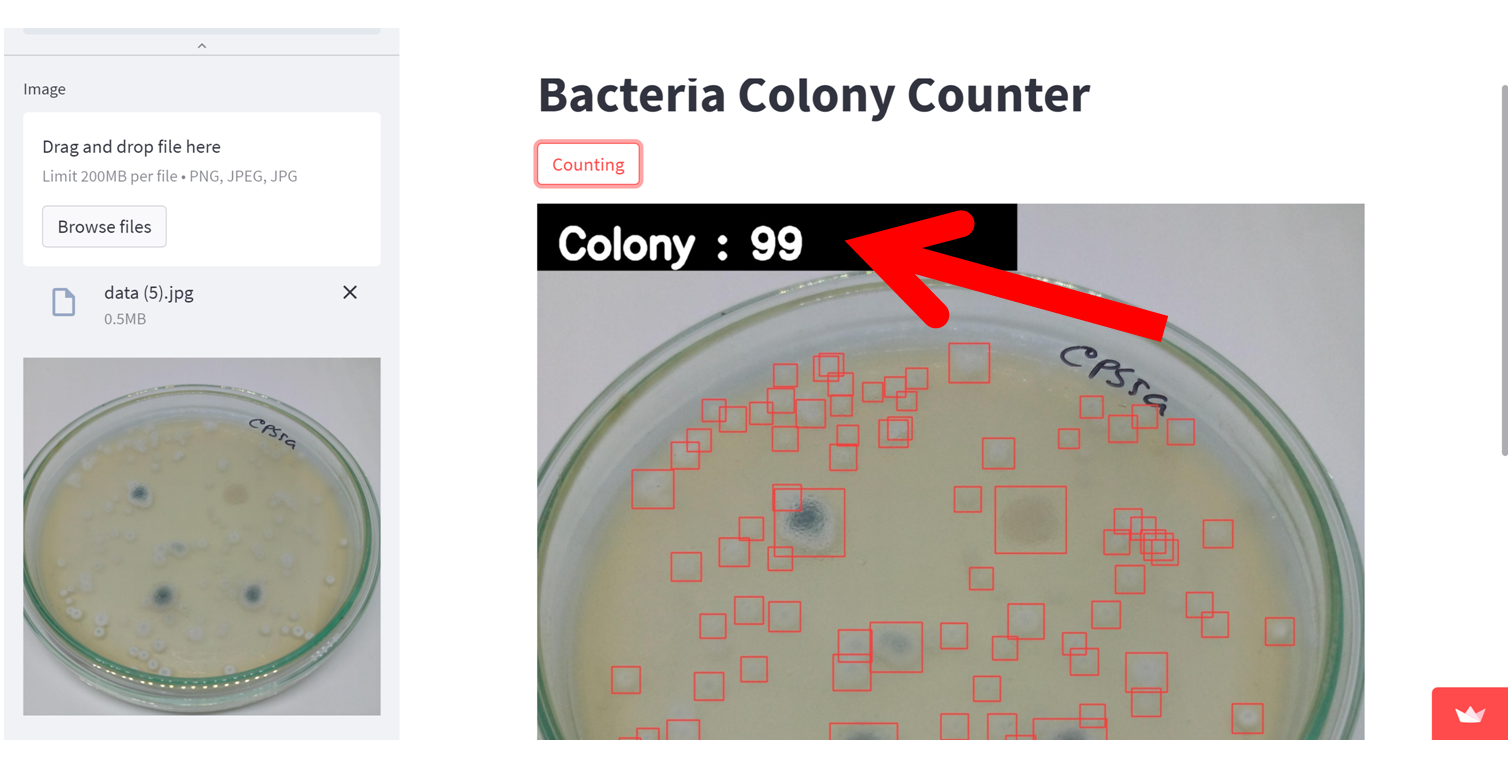 Image
Drag and drop file here
Limit 200MB per file • PNG, JPEG, JPG
Browse files
data (5).jpg
0.5MB
CPSSA
Bacteria Colony Counter
Counting
Colony : 99
CPSSA